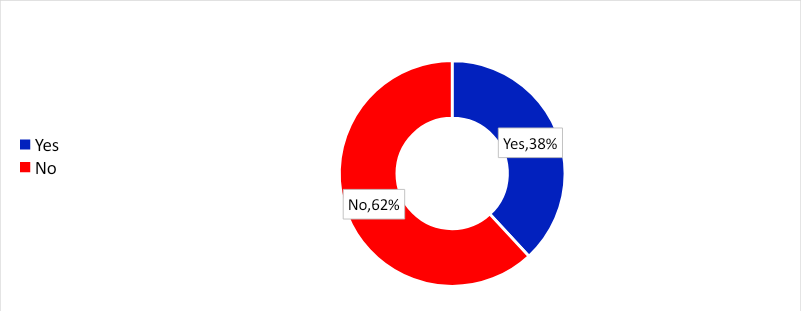 Yes
No
Yes,38%
No,62%